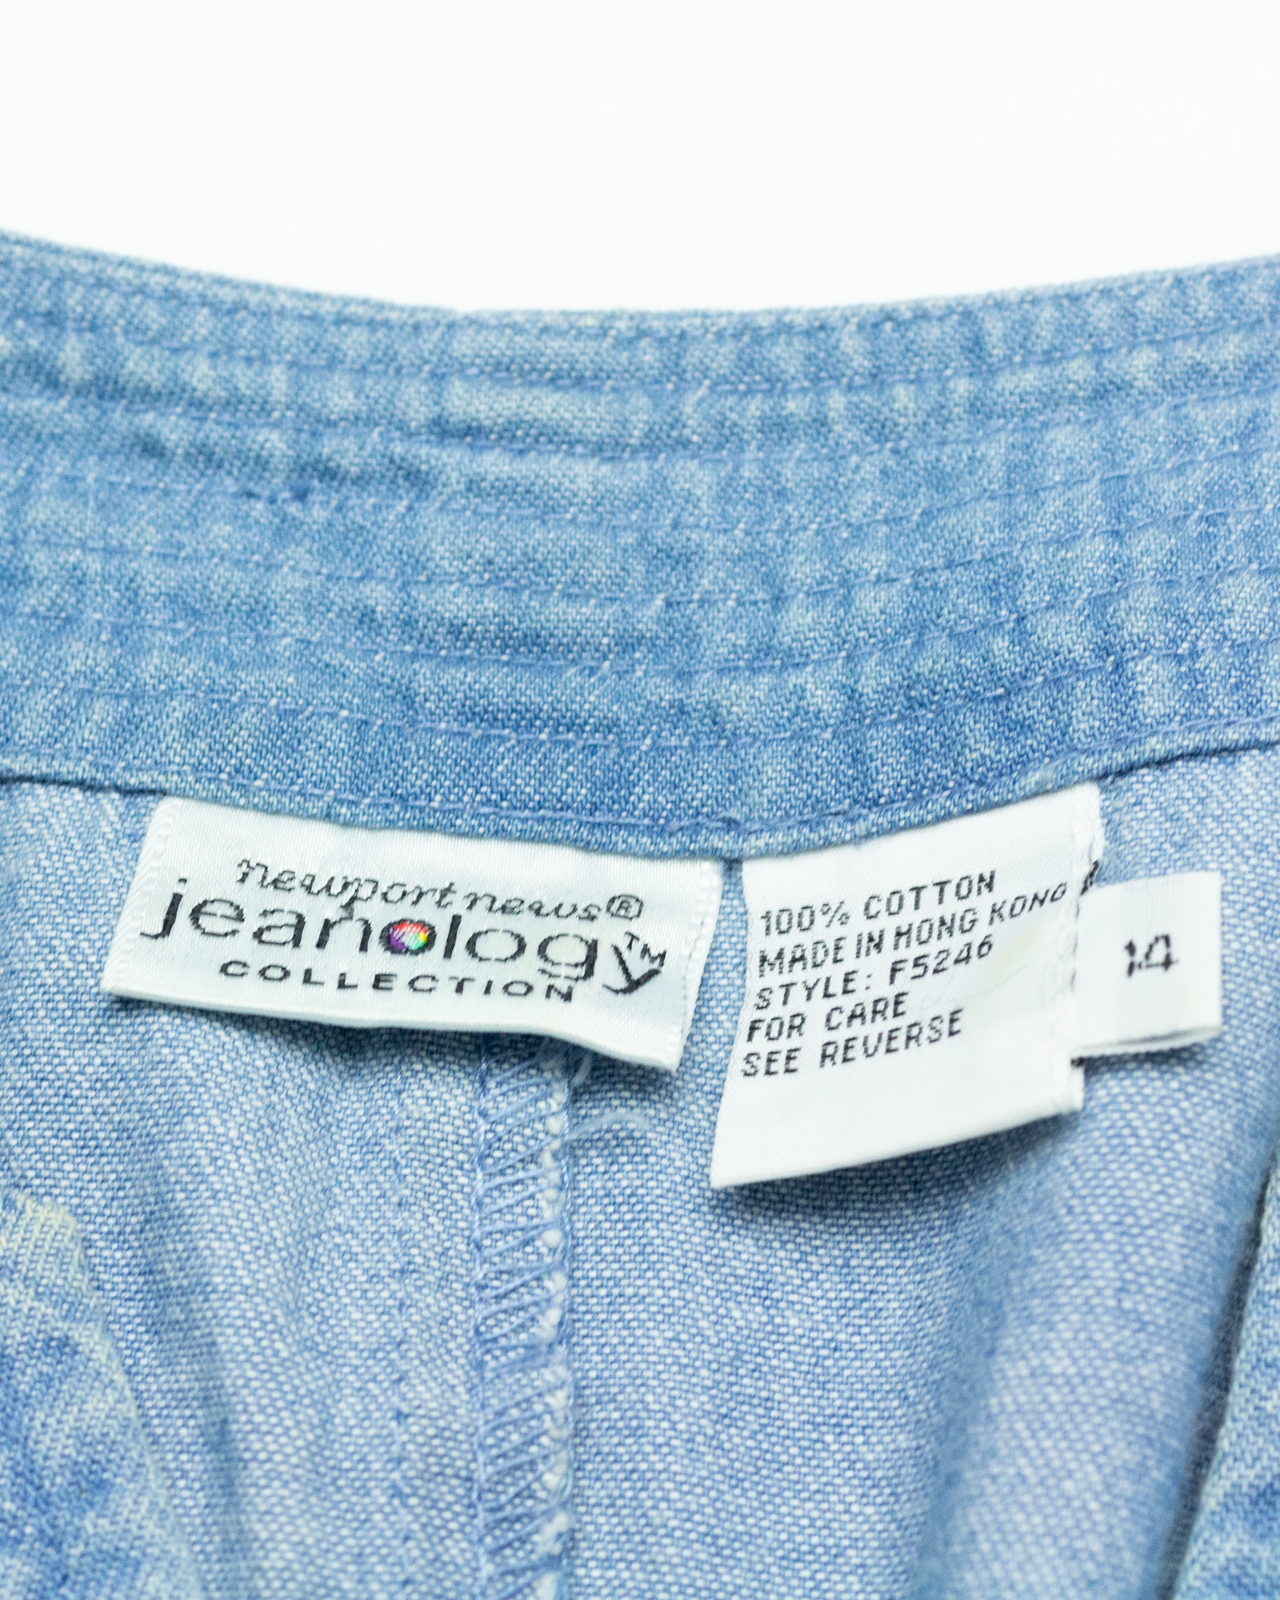 newport news®
jeanology™
COLLECTION
100% COTTON
MADE IN HONG KONG
STYLE: F5246
FOR CARE
SEE REVERSE
14